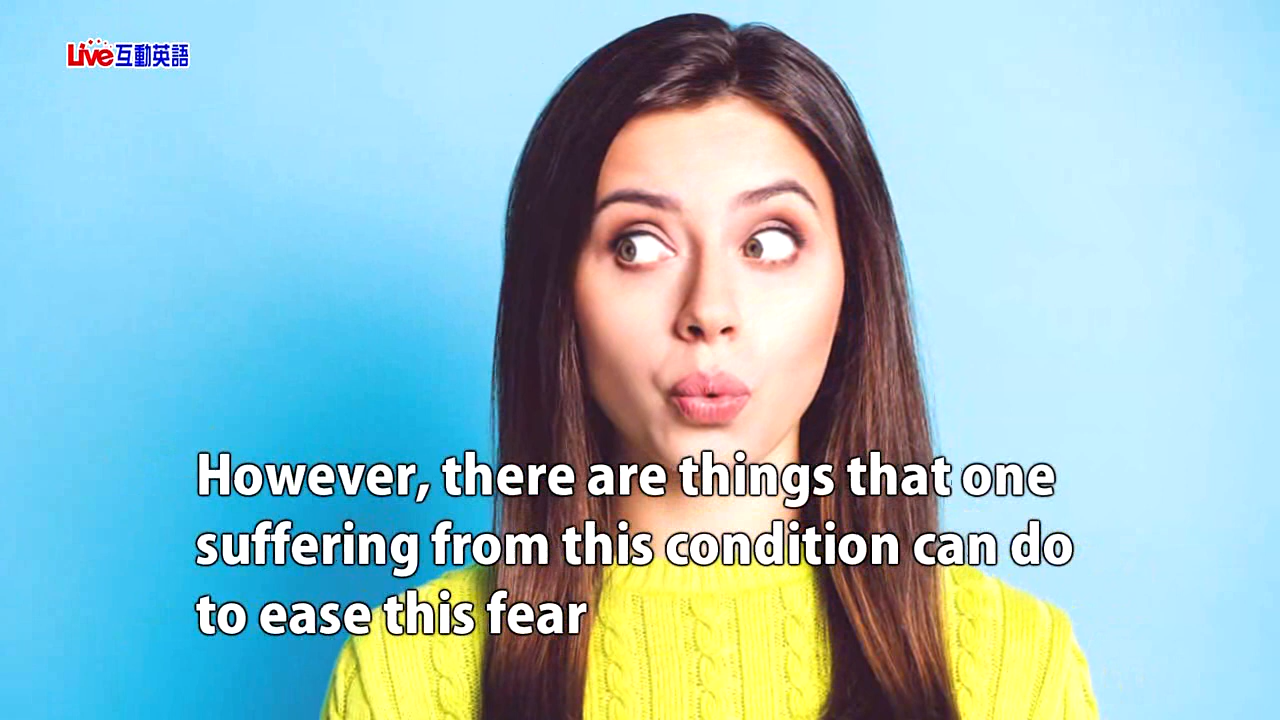 Live互動英語
However, there are things that one
suffering from this condition can do
to ease this fear